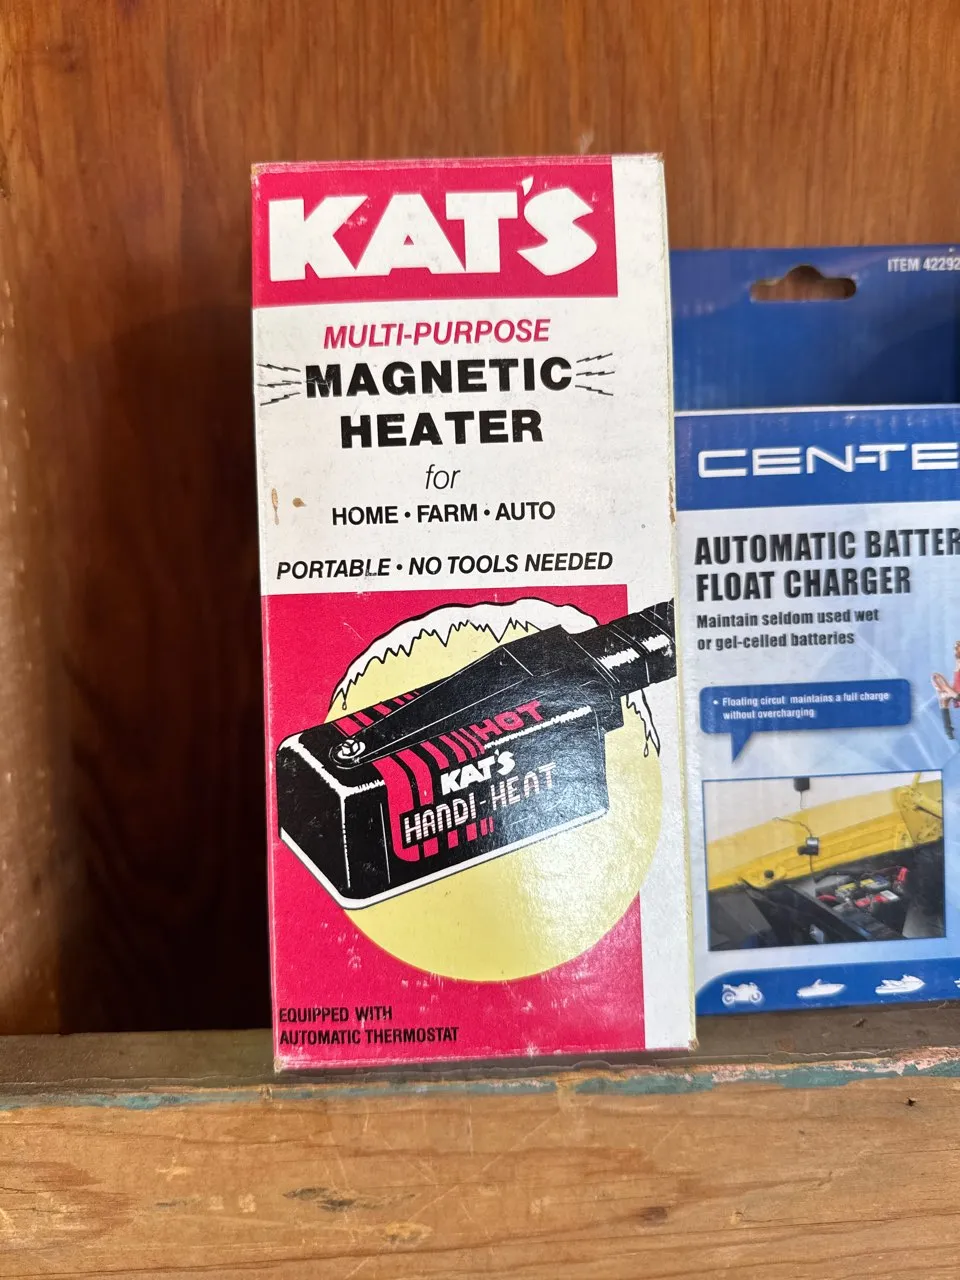 KAT'S
MULTI-PURPOSE
MAGNETIC
HEATER
for
HOME • FARM • AUTO
PORTABLE • NO TOOLS NEEDED
HOT
KAT'S
HANDI-HEAT
EQUIPPED WITH
AUTOMATIC THERMOSTAT
ITEM 42292
CEN-TE
AUTOMATIC BATTER
FLOAT CHARGER
Maintain seldom used wet
or gel-celled batteries
• Floating circut maintains a full charge
without overcharging